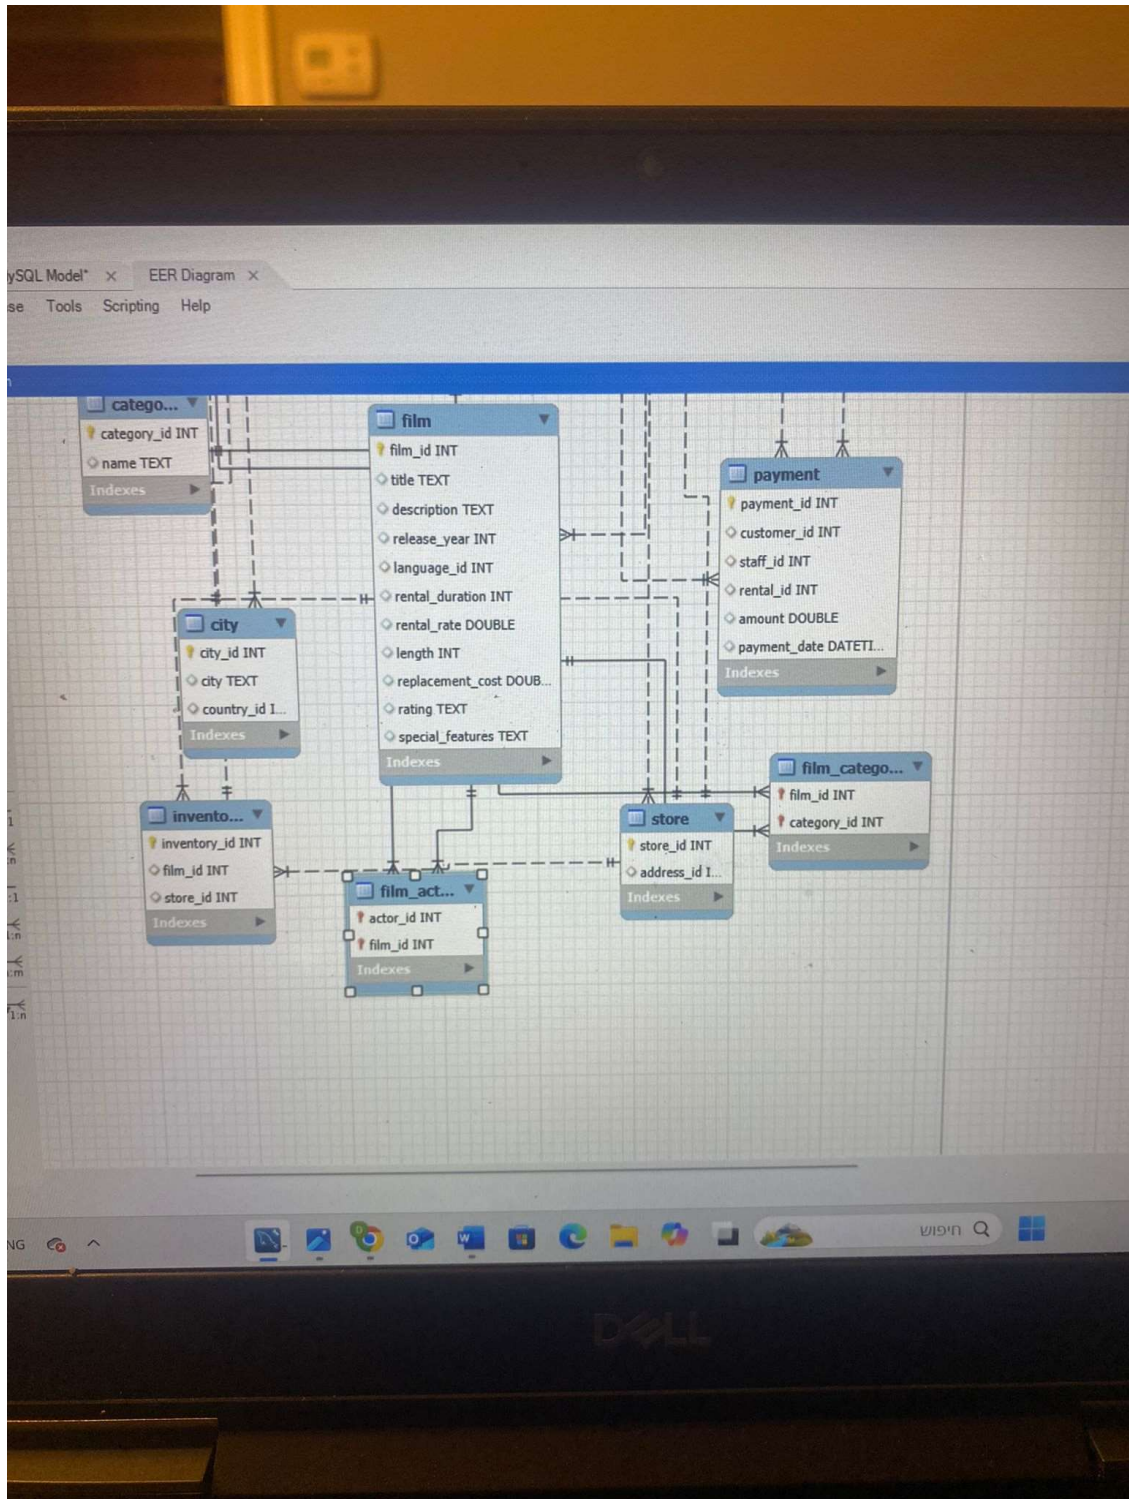 ySQL Model* × EER Diagram ×
se Tools Scripting Help
catego...
category_id INT
name TEXT
Indexes
film
film_id INT
title TEXT
description TEXT
release_year INT
language_id INT
rental_duration INT
rental_rate DOUBLE
length INT
replacement_cost DOUB...
rating TEXT
special_features TEXT
Indexes
payment
payment_id INT
customer_id INT
staff_id INT
rental_id INT
amount DOUBLE
payment_date DATETI...
Indexes
city
city_id INT
city TEXT
country_id I...
Indexes
film_catego...
film_id INT
category_id INT
Indexes
invento...
inventory_id INT
film_id INT
store_id INT
Indexes
store
store_id INT
address_id I...
Indexes
film_act...
actor_id INT
film_id INT
Indexes
:1
1:n
:m
1:n
NG
חיפוש
DELL